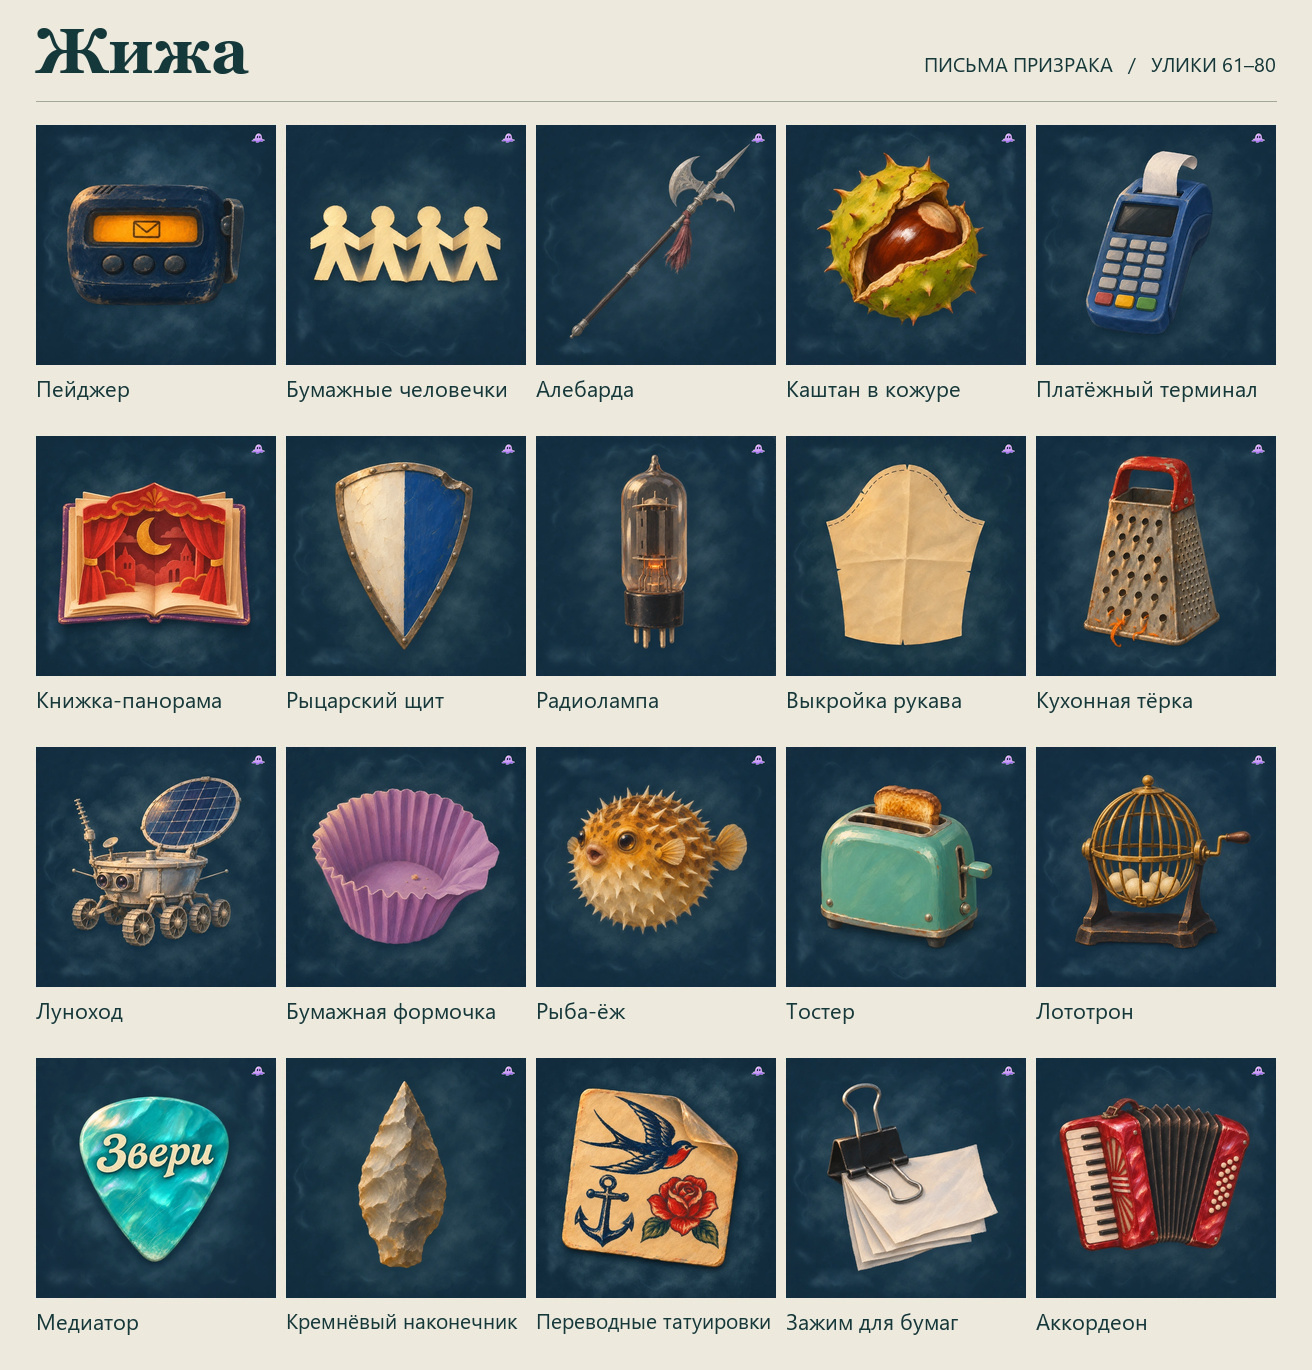 Жижа
ПИСЬМА ПРИЗРАКА / УЛИКИ 61–80
Пейджер
Бумажные человечки
Алебарда
Каштан в кожуре
Платёжный терминал
Книжка-панорама
Рыцарский щит
Радиолампа
Выкройка рукава
Кухонная тёрка
Луноход
Бумажная формочка
Рыба-ёж
Тостер
Лототрон
Звери
Медиатор
Кремнёвый наконечник
Переводные татуировки
Зажим для бумаг
Аккордеон